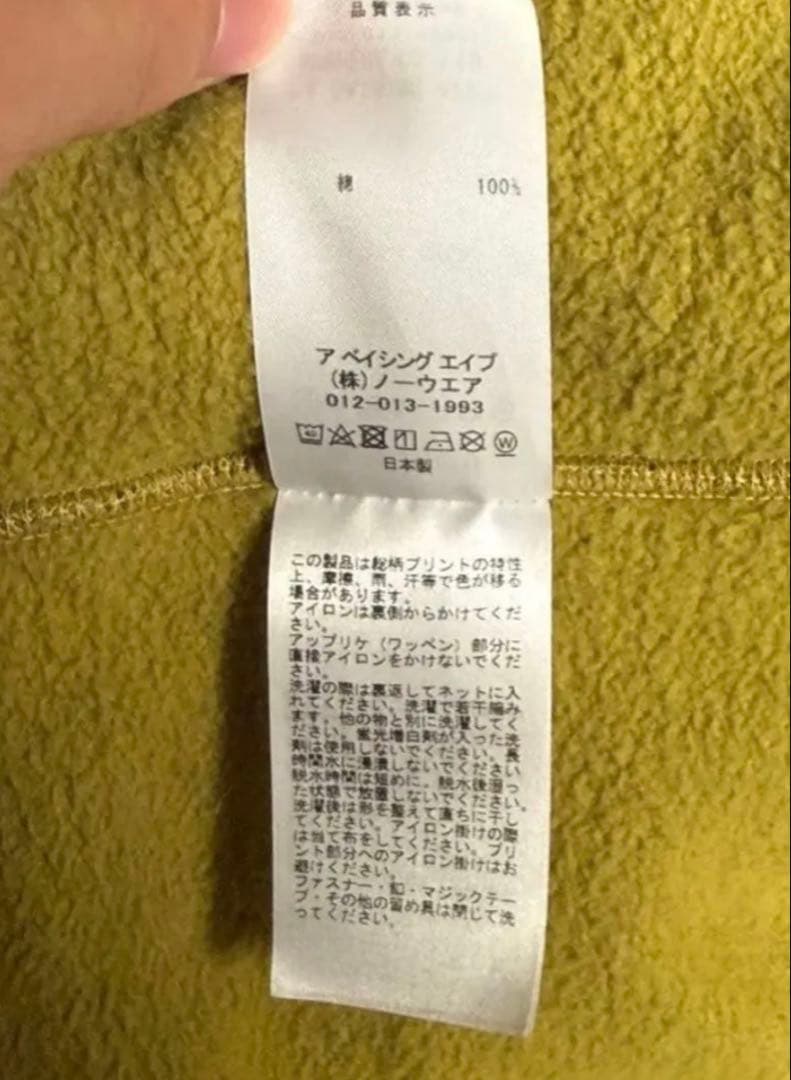 品質表示
綿 100%
ア ベイシング エイプ
(株)ノーウエア
012-013-1993
W
日本製
この製品は総柄プリントの特性
上、摩擦、雨、汗等で色が移る
場合があります。
アイロンは裏側からかけてくだ
さい。
アップリケ（ワッペン）部分に
直接アイロンをかけないでくだ
さい。
洗濯の際は裏返してネットに入
れてください。洗濯で若干縮み
ます。他の物と別に洗濯してく
ださい。蛍光増白剤が入った洗
剤は使用しないでください。長
時間水に浸漬しないでください
脱水時間は短めに。脱水後湿っ
た状態で放置しないでください。
洗濯後は形を整えて直ちに干し
てください。アイロン掛けの際
は当て布をしてください。プリ
ント部分へのアイロン掛けはお
避けください。
ファスナー・釦・マジックテー
プ・その他の留め具は閉じて洗
ってください。